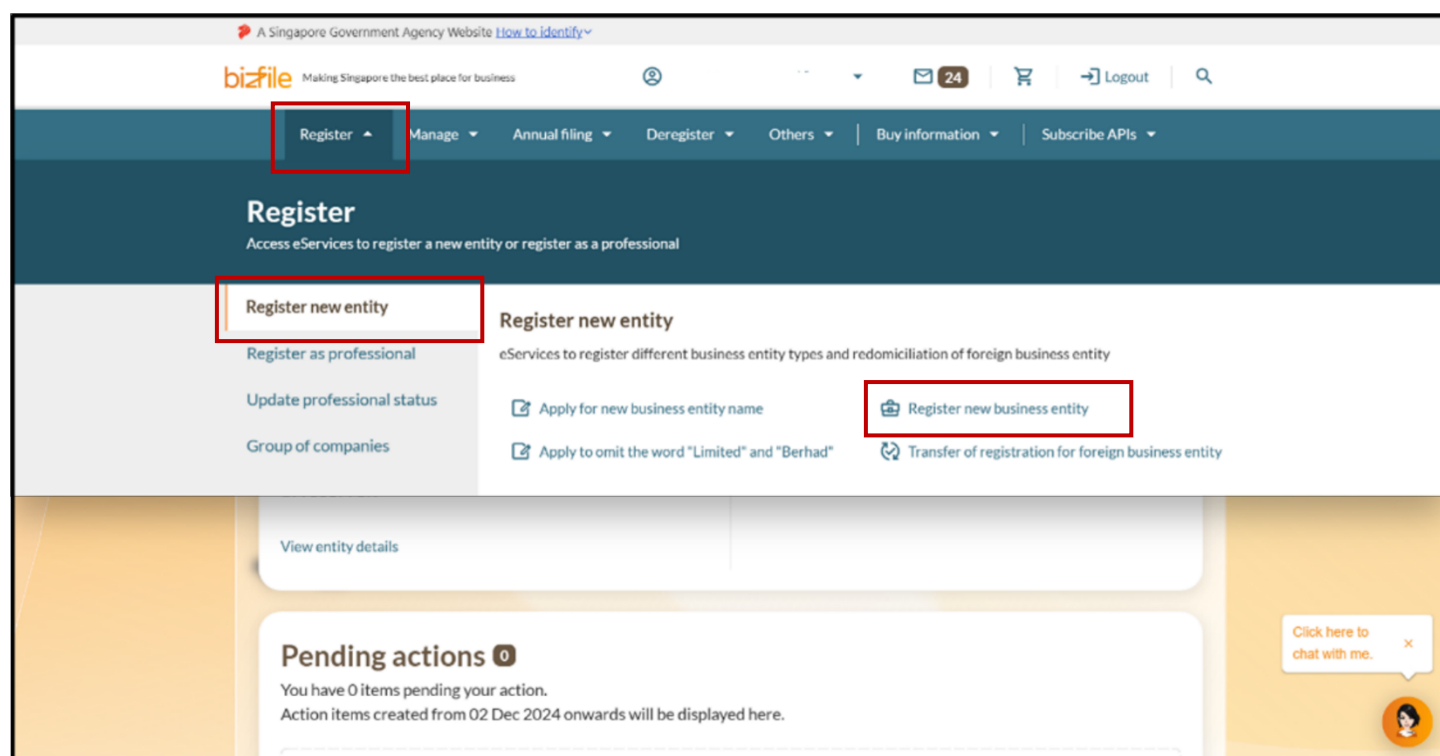 A Singapore Government Agency Website How to identify
bizfile Making Singapore the best place for business 24 Logout
Register Manage Annual filing Deregister Others Buy information Subscribe APIs
Register
Access eServices to register a new entity or register as a professional
Register new entity
Register as professional
Update professional status
Group of companies
Register new entity
eServices to register different business entity types and redomiciliation of foreign business entity
Apply for new business entity name
Register new business entity
Apply to omit the word "Limited" and "Berhad"
Transfer of registration for foreign business entity
View entity details
Pending actions 0
You have 0 items pending your action.
Action items created from 02 Dec 2024 onwards will be displayed here.
Click here to
chat with me.